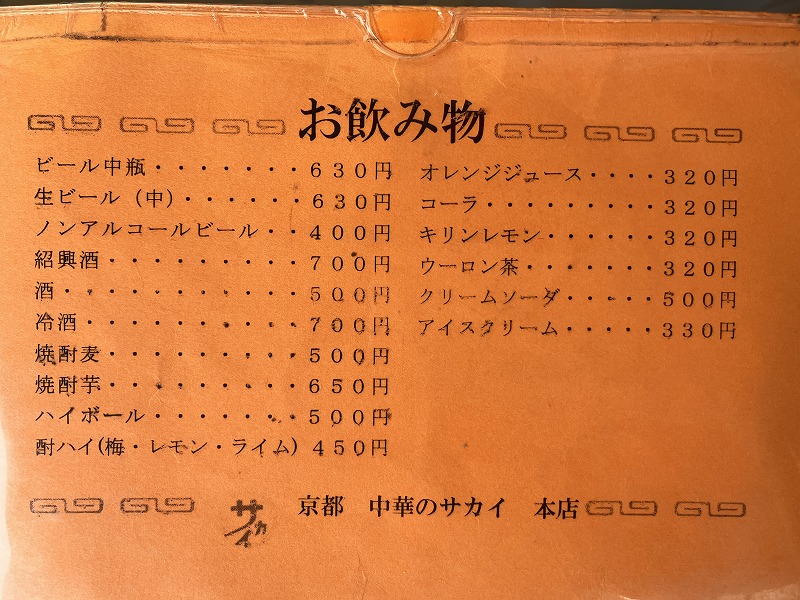 お飲み物
ビール中瓶・・・・・・・630円
生ビール（中）・・・・・・630円
ノンアルコールビール・・400円
紹興酒・・・・・・・・・700円
酒・・・・・・・・・・・500円
冷酒・・・・・・・・・・700円
焼酎麦・・・・・・・・・500円
焼酎芋・・・・・・・・・650円
ハイボール・・・・・・・500円
酎ハイ(梅・レモン・ライム) 450円
オレンジジュース・・・・320円
コーラ・・・・・・・・・320円
キリンレモン・・・・・・320円
ウーロン茶・・・・・・・320円
クリームソーダ・・・・・500円
アイスクリーム・・・・・330円
サカイ 京都 中華のサカイ 本店